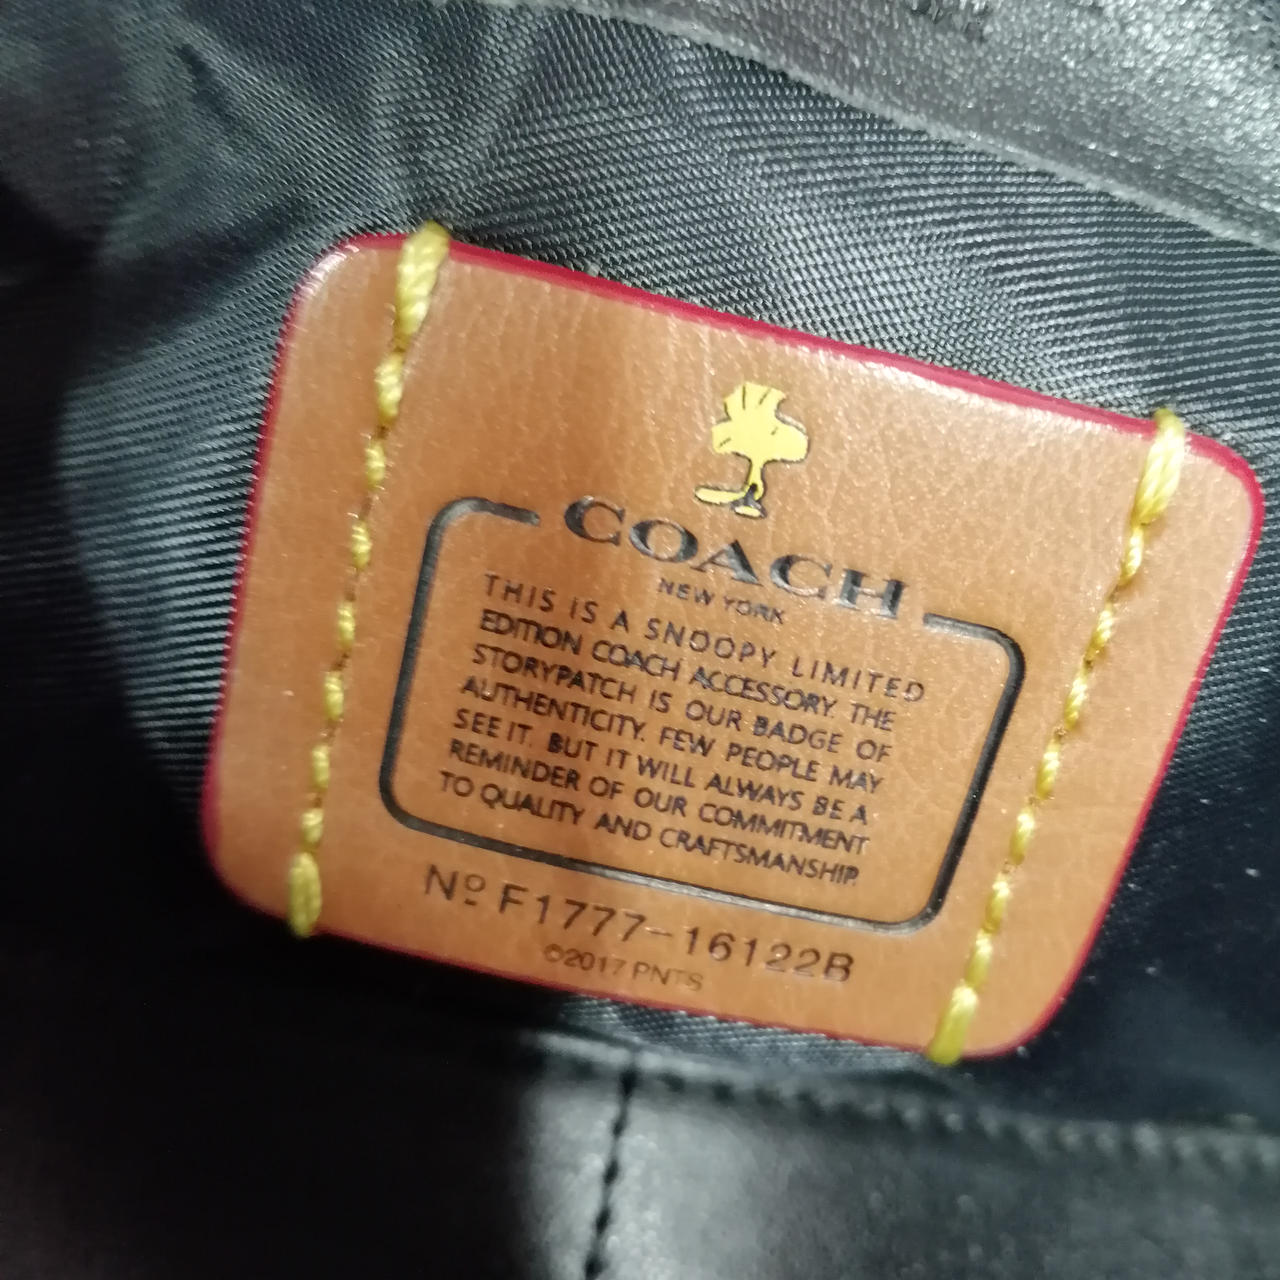 COACH
NEW YORK
THIS IS A SNOOPY LIMITED
EDITION COACH ACCESSORY. THE
STORYPATCH IS OUR BADGE OF
AUTHENTICITY. FEW PEOPLE MAY
SEE IT. BUT IT WILL ALWAYS BE A
REMINDER OF OUR COMMITMENT
TO QUALITY AND CRAFTSMANSHIP.
Nº F1777-16122B
©2017 PNTS